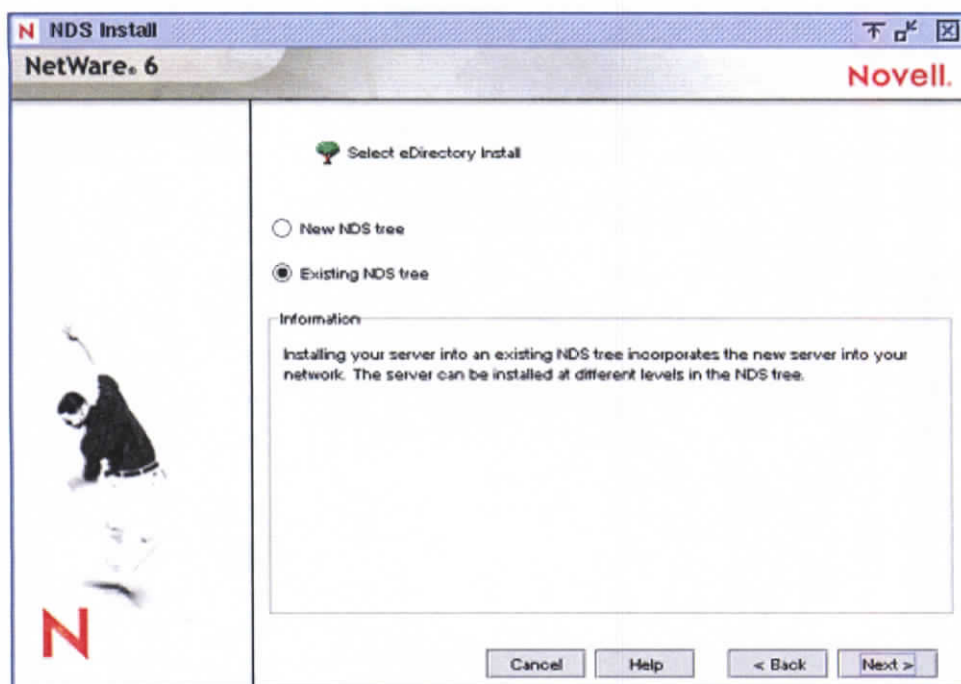 N NDS Install
NetWare® 6
Novell.
Select eDirectory Install
New NDS tree
Existing NDS tree
Information
Installing your server into an existing NDS tree incorporates the new server into your
network. The server can be installed at different levels in the NDS tree.
N
Cancel Help < Back Next >